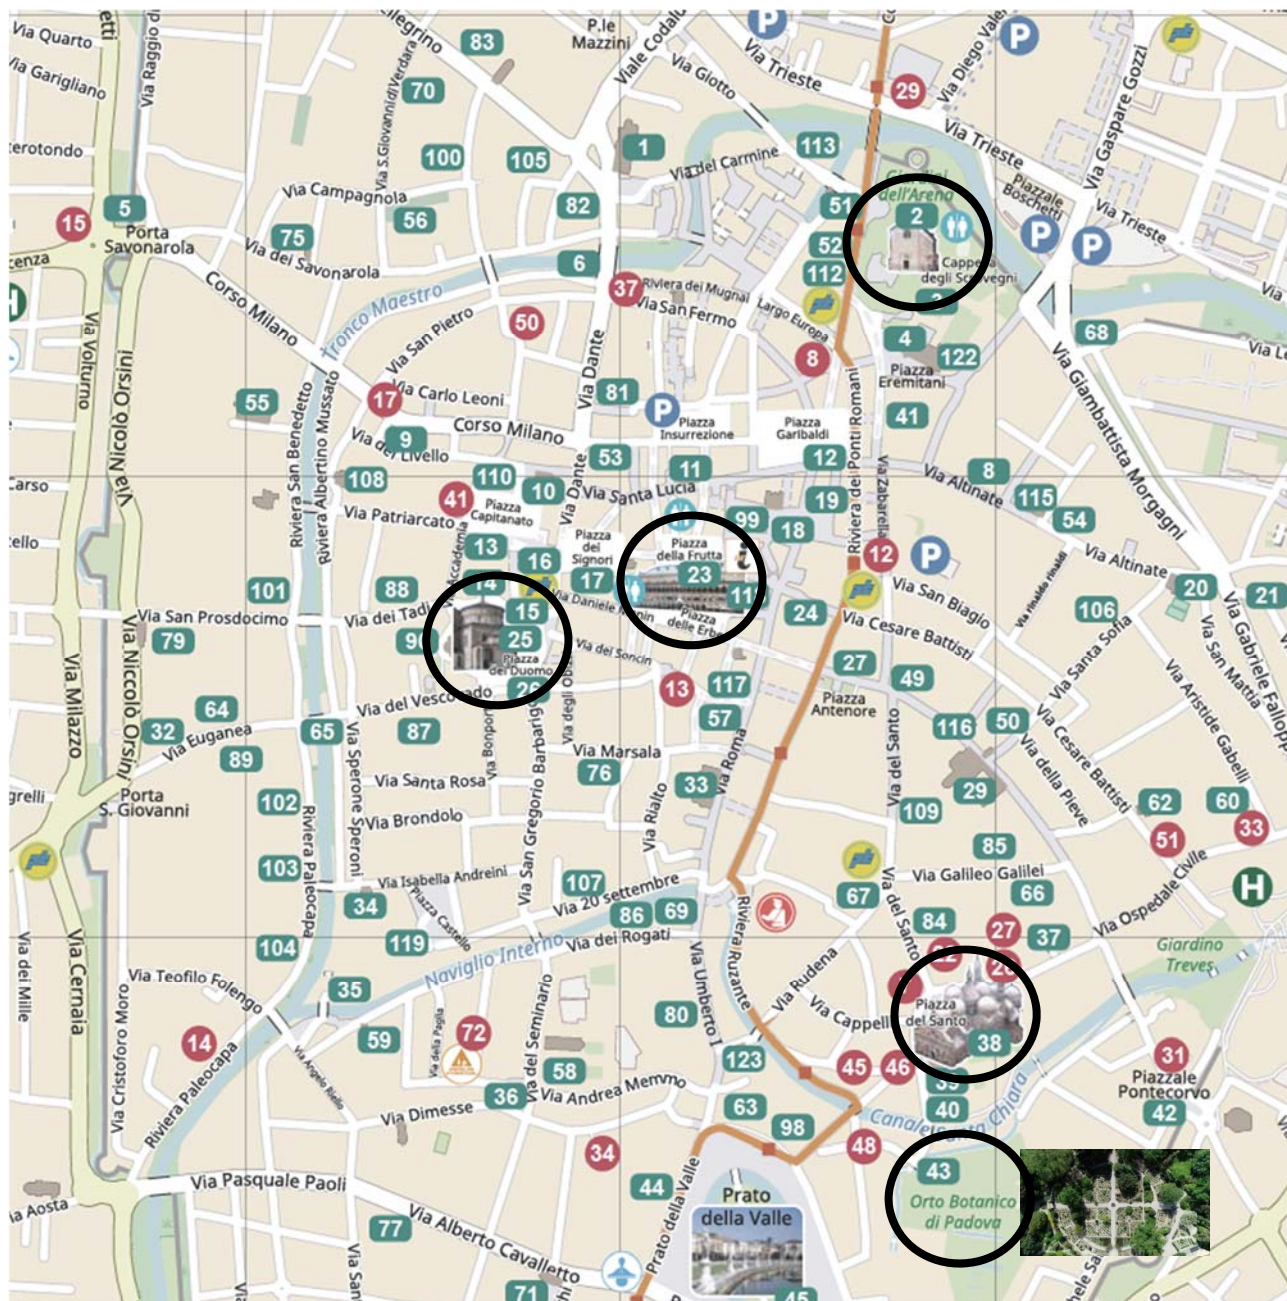 Via Quarto
Via Garigliano
Via Raggio di
83
70
P.le
Mazzini
Viale Codal
P
Via Trieste
Via Giotto
29
Via Diego Valer
P
Via Gaspare Gozzi
Via S.Giovanni di Verdara
100
105
1
Via del Carmine
113
Via Trieste
Piazzale
Boschetti
Via Campagnola
56
82
51
2
Giardini
dell'Arena
Via Trieste
15
5
Porta
Savonarola
75
Via dei Savonarola
6
52
112
Cappella
degli Scrovegni
P
P
H
Corso Milano
Tronco Maestro
37
Riviera dei Mugnai
Via San Fermo
Largo Europa
50
Via San Pietro
8
4
122
Piazza
Eremitani
68
Via Giambattista Morgagni
Via Volturno
Via Nicolò Orsini
55
17
Via Carlo Leoni
Via Dante
81
P
Piazza
Insurrezione
Piazza
Garibaldi
41
Corso Milano
9
Via dei Livello
53
11
12
8
Riviera San Benedetto
Riviera Albertino Mussato
Riviera dei Ponti Romani
Via Zabarella
Via Altinate
115
54
108
110
10
Via Dante
Via Santa Lucia
19
41
Piazza
Capitanato
Via Patriarcato
99
18
12
P
Via Altinate
Piazza
dei
Signori
Piazza
della Frutta
13
16
17
23
Via San Biagio
Via rinaldo rinaldi
101
88
14
15
Via Daniele Manin
Piazza
delle Erbe
24
Via Cesare Battisti
106
20
21
Via San Prosdocimo
Via dei Tadi
79
25
Piazza
del Duomo
Via dei Soncin
27
Via Santa Sofia
Via San Mattia
Via Gabriele Falloppi
Via Aristide Gabelli
Via Milazzo
Via Niccolò Orsini
13
117
49
Piazza
Antenore
64
32
Via Euganea
65
Via del Vescovado
26
87
57
116
50
89
Via Marsala
76
Via Roma
Via del Santo
Via Cesare Battisti
Via della Pieve
Porta
S. Giovanni
102
Via Sperone Speroni
Via Santa Rosa
Via San Gregorio Barbarigo
33
29
109
62
60
33
51
Via Brondolo
Via Rialto
103
Riviera Paleocapa
Via Isabella Andreini
107
Via 20 settembre
67
85
Via Galileo Galilei
66
Via Ospedale Civile
H
34
Piazza Castello
86
69
Via del Santo
84
27
37
104
119
Naviglio Interno
Via dei Rogati
Riviera Ruzante
Giardino
Treves
Via dei Mille
Via Cernaia
Via Teofilo Folengo
35
Via Umberto I
Via Rudena
Piazza
del Santo
38
Via Cristoforo Moro
14
59
Via della Paglia
72
Via del Seminario
80
Riviera Paleocapa
Via Angelo Riello
58
123
45
46
31
Piazzale
Pontecorvo
42
36
Via Andrea Memmo
63
40
Via Dimesse
98
Canale Santa Chiara
34
48
Via Pasquale Paoli
44
Prato
della Valle
43
Orto Botanico
di Padova
77
Via Alberto Cavalletto
Prato della Valle
71
45